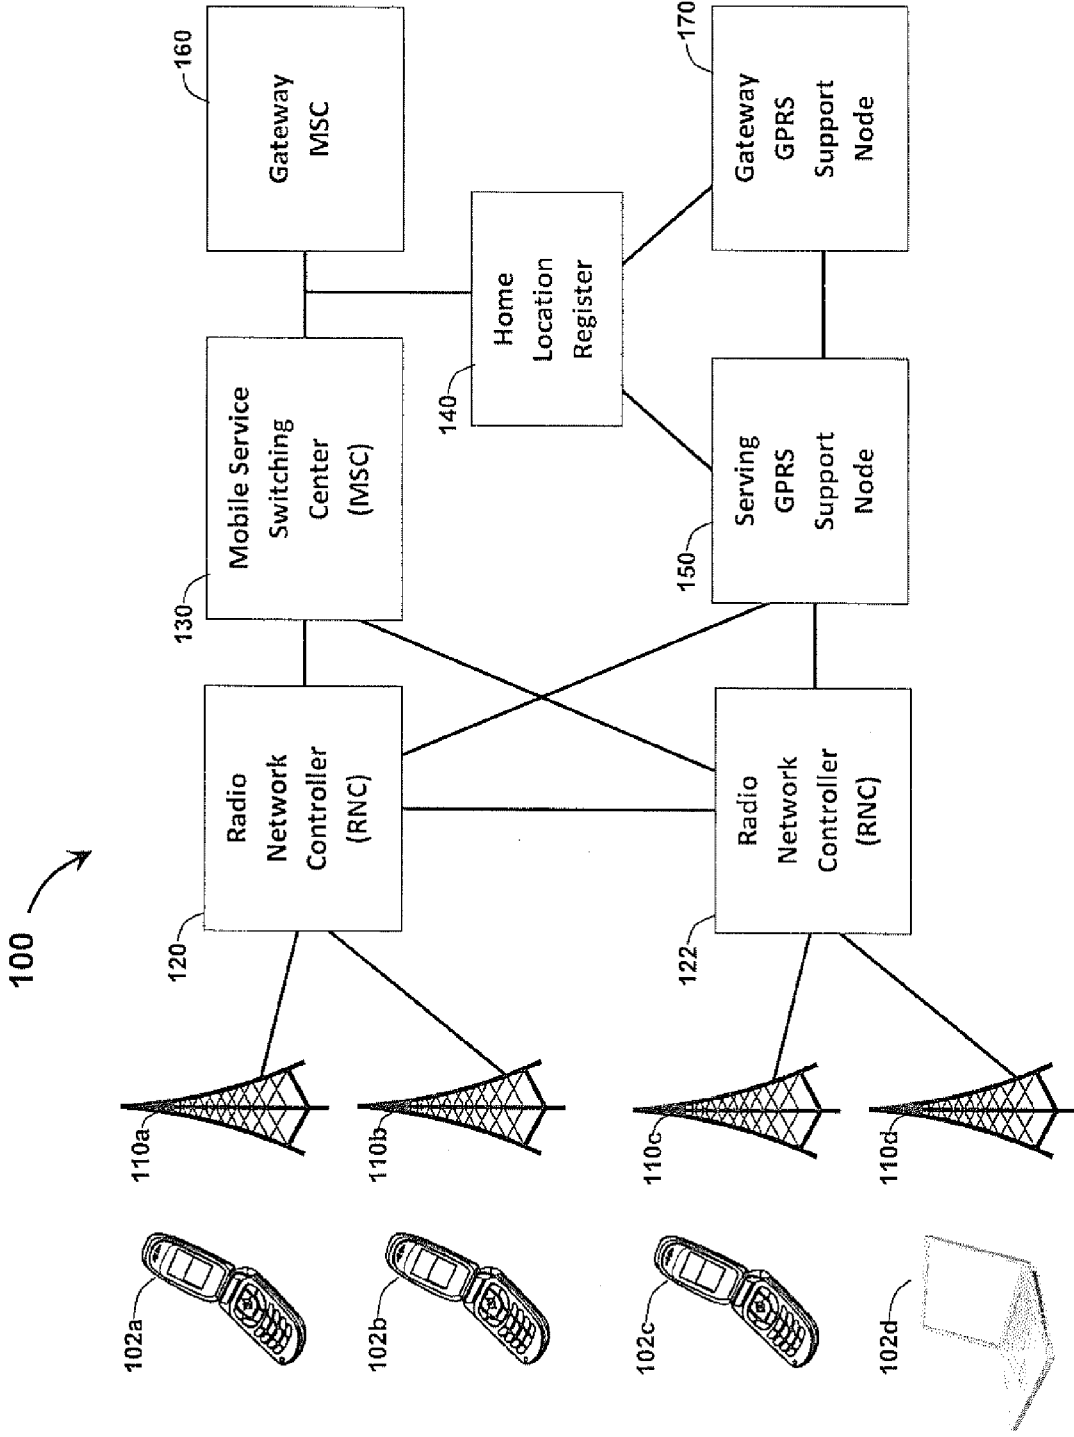 100
102a
102b
102c
102d
110a
110b
110c
110d
120
Radio
Network
Controller
(RNC)
122
Radio
Network
Controller
(RNC)
130
Mobile Service
Switching
Center
(MSC)
140
Home
Location
Register
150
Serving
GPRS
Support
Node
160
Gateway
MSC
170
Gateway
GPRS
Support
Node